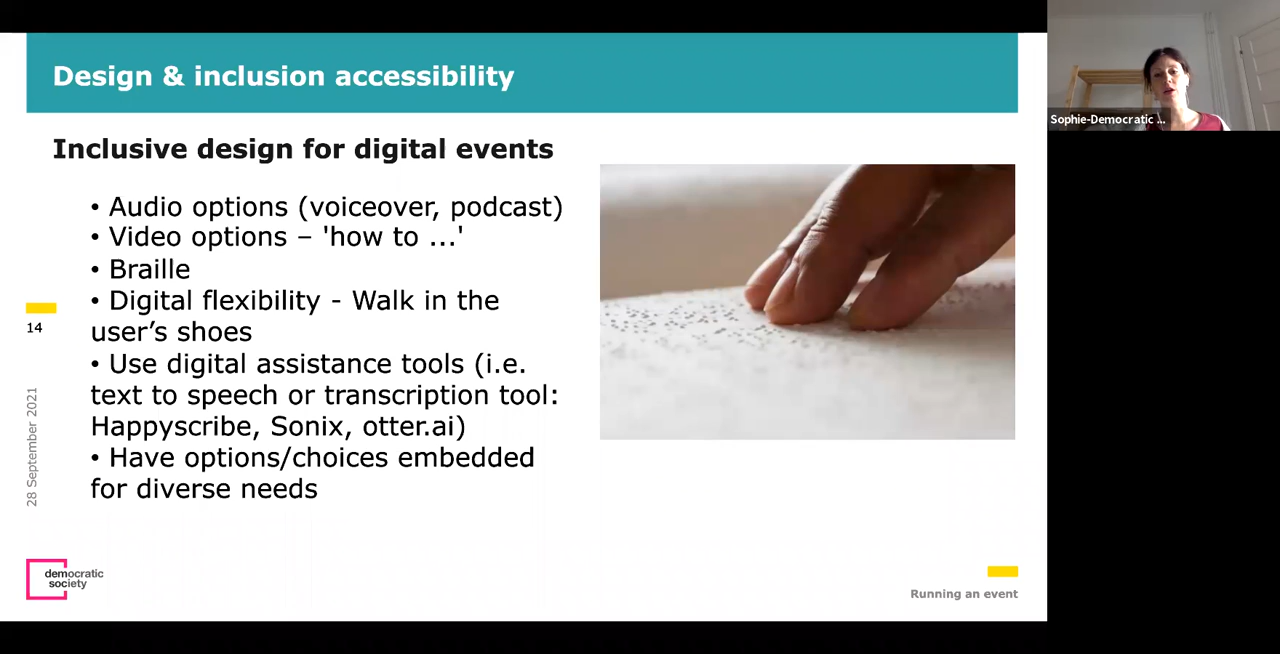 Design & inclusion accessibility
Inclusive design for digital events
• Audio options (voiceover, podcast)
• Video options – 'how to ...'
• Braille
• Digital flexibility - Walk in the
user’s shoes
• Use digital assistance tools (i.e.
text to speech or transcription tool:
Happyscribe, Sonix, otter.ai)
• Have options/choices embedded
for diverse needs
14
28 September 2021
democratic
society
Running an event
Sophie-Democratic ...